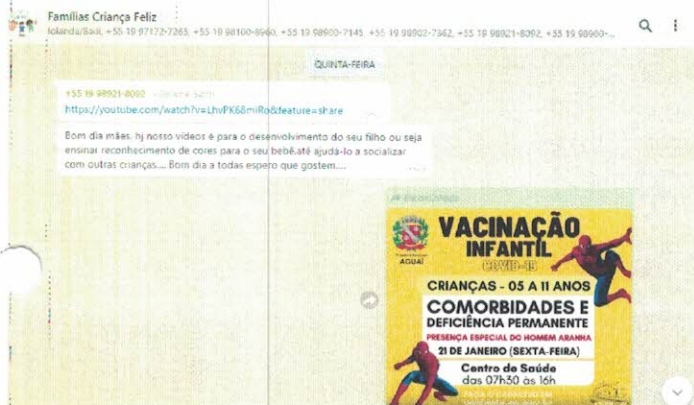 Famílias Criança Feliz
QUINTA-FEIRA
+55 19 98921-8092
https://youtube.com/watch?v=LhvPK68miRo&feature=share
Bom dia mães, hj nosso vídeos é para o desenvolvimento do seu filho ou seja
ensinar reconhecimento de cores para o seu bebê,até ajudá-lo a socializar
com outras crianças.... Bom dia a todas espero que gostem....
AGUAÍ
VACINAÇÃO
INFANTIL
COVID-19
CRIANÇAS - 05 A 11 ANOS
COMORBIDADES E
DEFICIÊNCIA PERMANENTE
PRESENÇA ESPECIAL DO HOMEM ARANHA
21 DE JANEIRO (SEXTA-FEIRA)
Centro de Saúde
das 07h30 às 16h